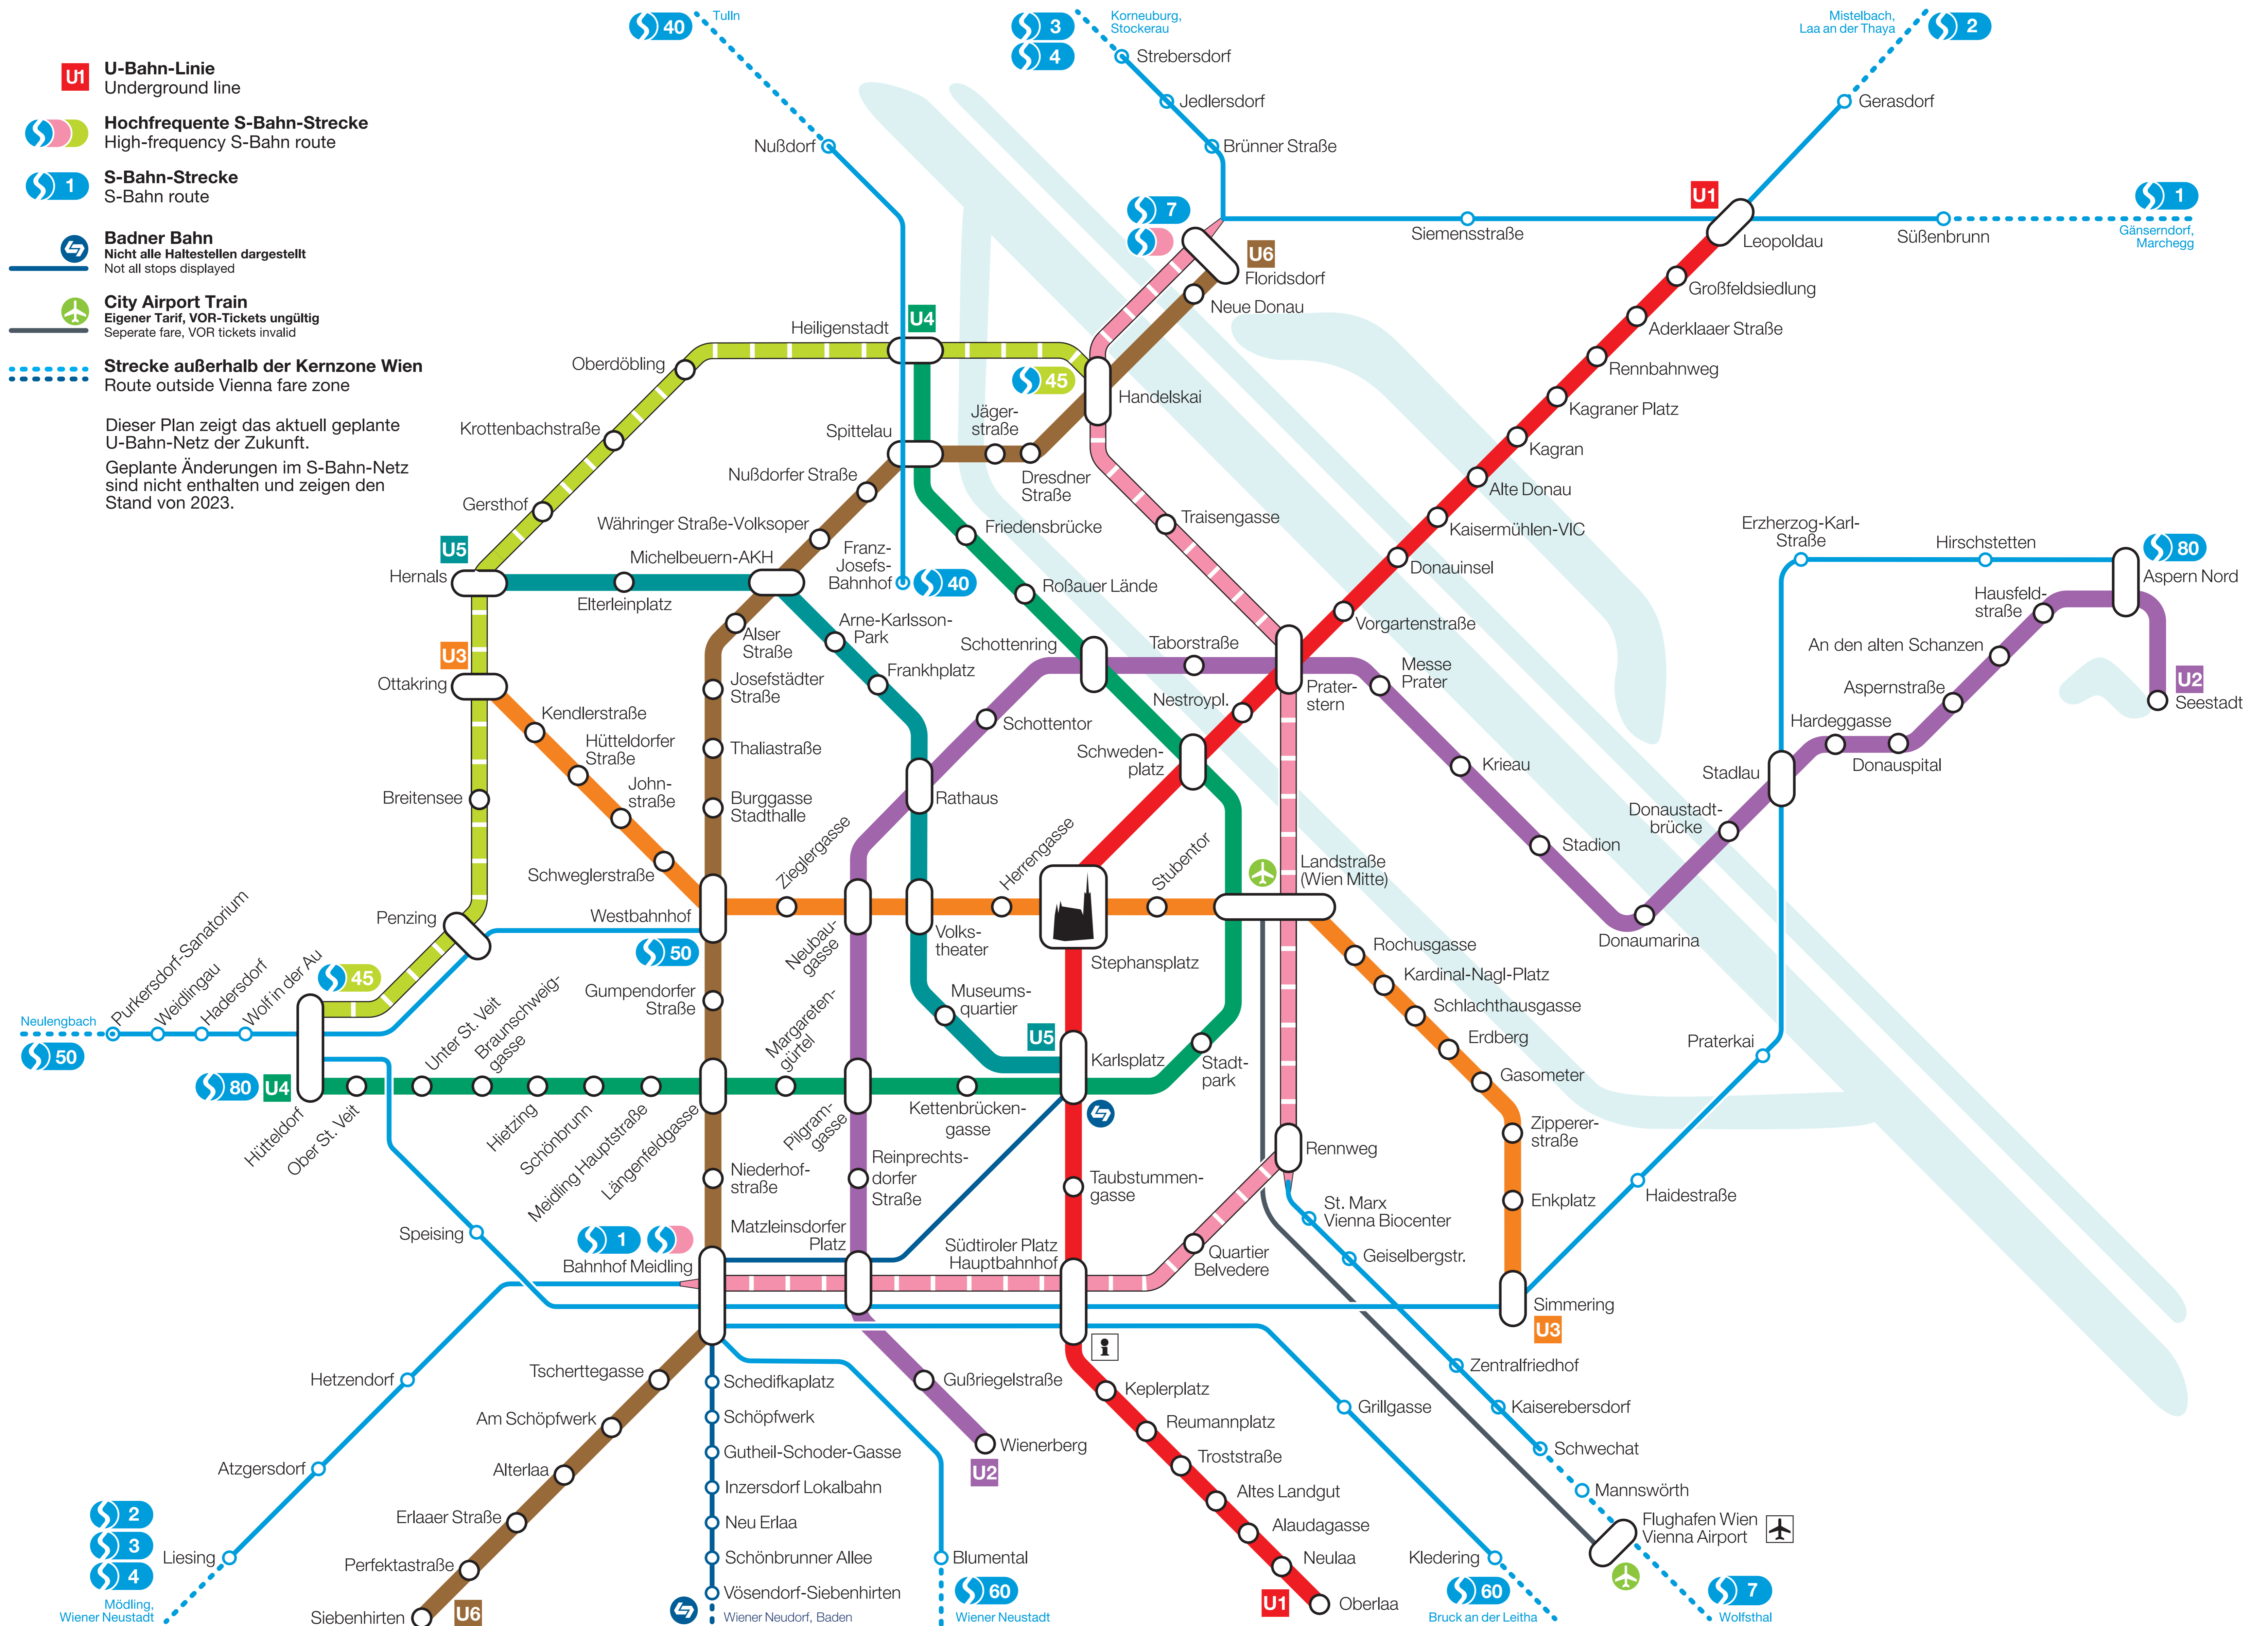 U1
U-Bahn-Linie
Underground line
Hochfrequente S-Bahn-Strecke
High-frequency S-Bahn route
1
S-Bahn-Strecke
S-Bahn route
Badner Bahn
Nicht alle Haltestellen dargestellt
Not all stops displayed
City Airport Train
Eigener Tarif, VOR-Tickets ungültig
Seperate fare, VOR tickets invalid
Strecke außerhalb der Kernzone Wien
Route outside Vienna fare zone
Dieser Plan zeigt das aktuell geplante
U-Bahn-Netz der Zukunft.
Geplante Änderungen im S-Bahn-Netz
sind nicht enthalten und zeigen den
Stand von 2023.
40
Tulln
3
4
Korneuburg,
Stockerau
Strebersdorf
Jedlersdorf
Brünner Straße
Mistelbach,
Laa an der Thaya
2
Gerasdorf
Nußdorf
7
U6
Floridsdorf
Neue Donau
Siemensstraße
U1
Leopoldau
Süßenbrunn
1
Gänserndorf,
Marchegg
Großfeldsiedlung
Aderklaaer Straße
Rennbahnweg
Kagraner Platz
Kagran
Alte Donau
Kaisermühlen-VIC
Donauinsel
Vorgartenstraße
Heiligenstadt
U4
Oberdöbling
45
Handelskai
Krottenbachstraße
Spittelau
Jäger-
straße
Dresdner
Straße
Nußdorfer Straße
Gersthof
Währinger Straße-Volksoper
Friedensbrücke
Traisengasse
Michelbeuern-AKH
Franz-
Josefs-
Bahnhof
40
U5
Hernals
Elterleinplatz
Roßauer Lände
Erzherzog-Karl-
Straße
Hirschstetten
80
Aspern Nord
Hausfeld-
straße
Alser
Straße
Arne-Karlsson-
Park
Schottenring
Taborstraße
Messe
Prater
An den alten Schanzen
U3
Ottakring
Josefstädter
Straße
Frankhplatz
Nestroypl.
Prater-
stern
Aspernstraße
U2
Seestadt
Kendlerstraße
Hütteldorfer
Straße
Schottentor
Hardeggasse
Donauspital
Thaliastraße
Schweden-
platz
Krieau
Stadlau
John-
straße
Breitensee
Burggasse
Stadthalle
Rathaus
Donaustadt-
brücke
Stadion
Schweglerstraße
Zieglergasse
Herrengasse
Stubentor
Landstraße
(Wien Mitte)
Donaumarina
Penzing
Westbahnhof
50
Neubau-
gasse
Volks-
theater
Stephansplatz
Rochusgasse
Kardinal-Nagl-Platz
Schlachthausgasse
Erdberg
Gasometer
Zipperer-
straße
Enkplatz
Neulengbach
50
Purkersdorf-Sanatorium
Weidlingau
Hadersdorf
Wolf in der Au
45
Gumpendorfer
Straße
Museums-
quartier
U5
Karlsplatz
Stadt-
park
Praterkai
80
U4
Hütteldorf
Ober St. Veit
Unter St. Veit
Braunschweig-
gasse
Hietzing
Schönbrunn
Meidling Hauptstraße
Längenfeldgasse
Margareten-
gürtel
Pilgram-
gasse
Kettenbrücken-
gasse
Rennweg
Haidestraße
Niederhof-
straße
Reinprechts-
dorfer
Straße
Taubstummen-
gasse
St. Marx
Vienna Biocenter
Geiselbergstr.
Speising
1
Bahnhof Meidling
Matzleinsdorfer
Platz
Südtiroler Platz
Hauptbahnhof
Quartier
Belvedere
Simmering
U3
i
Hetzendorf
Tscherttegasse
Schedifkaplatz
Gußriegelstraße
Keplerplatz
Grillgasse
Zentralfriedhof
Kaiserebersdorf
Am Schöpfwerk
Schöpfwerk
Wienerberg
U2
Reumannplatz
Schwechat
Atzgersdorf
Alterlaa
Gutheil-Schoder-Gasse
Troststraße
Mannswörth
Inzersdorf Lokalbahn
Altes Landgut
2
3
4
Liesing
Mödling,
Wiener Neustadt
Erlaaer Straße
Neu Erlaa
Alaudagasse
Flughafen Wien
Vienna Airport
Perfektastraße
Schönbrunner Allee
Blumental
Neulaa
Kledering
Siebenhirten
U6
Vösendorf-Siebenhirten
Wiener Neudorf, Baden
60
Wiener Neustadt
U1
Oberlaa
60
Bruck an der Leitha
7
Wolfsthal